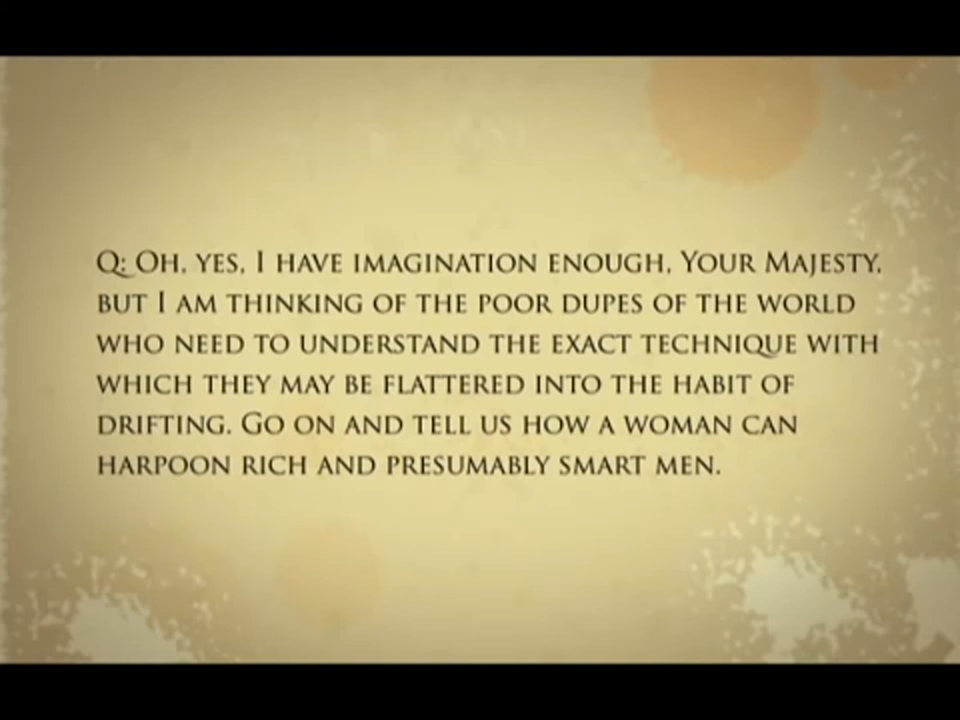 Q: Oh, yes, I have imagination enough, Your Majesty,
but I am thinking of the poor dupes of the world
who need to understand the exact technique with
which they may be flattered into the habit of
drifting. Go on and tell us how a woman can
harpoon rich and presumably smart men.